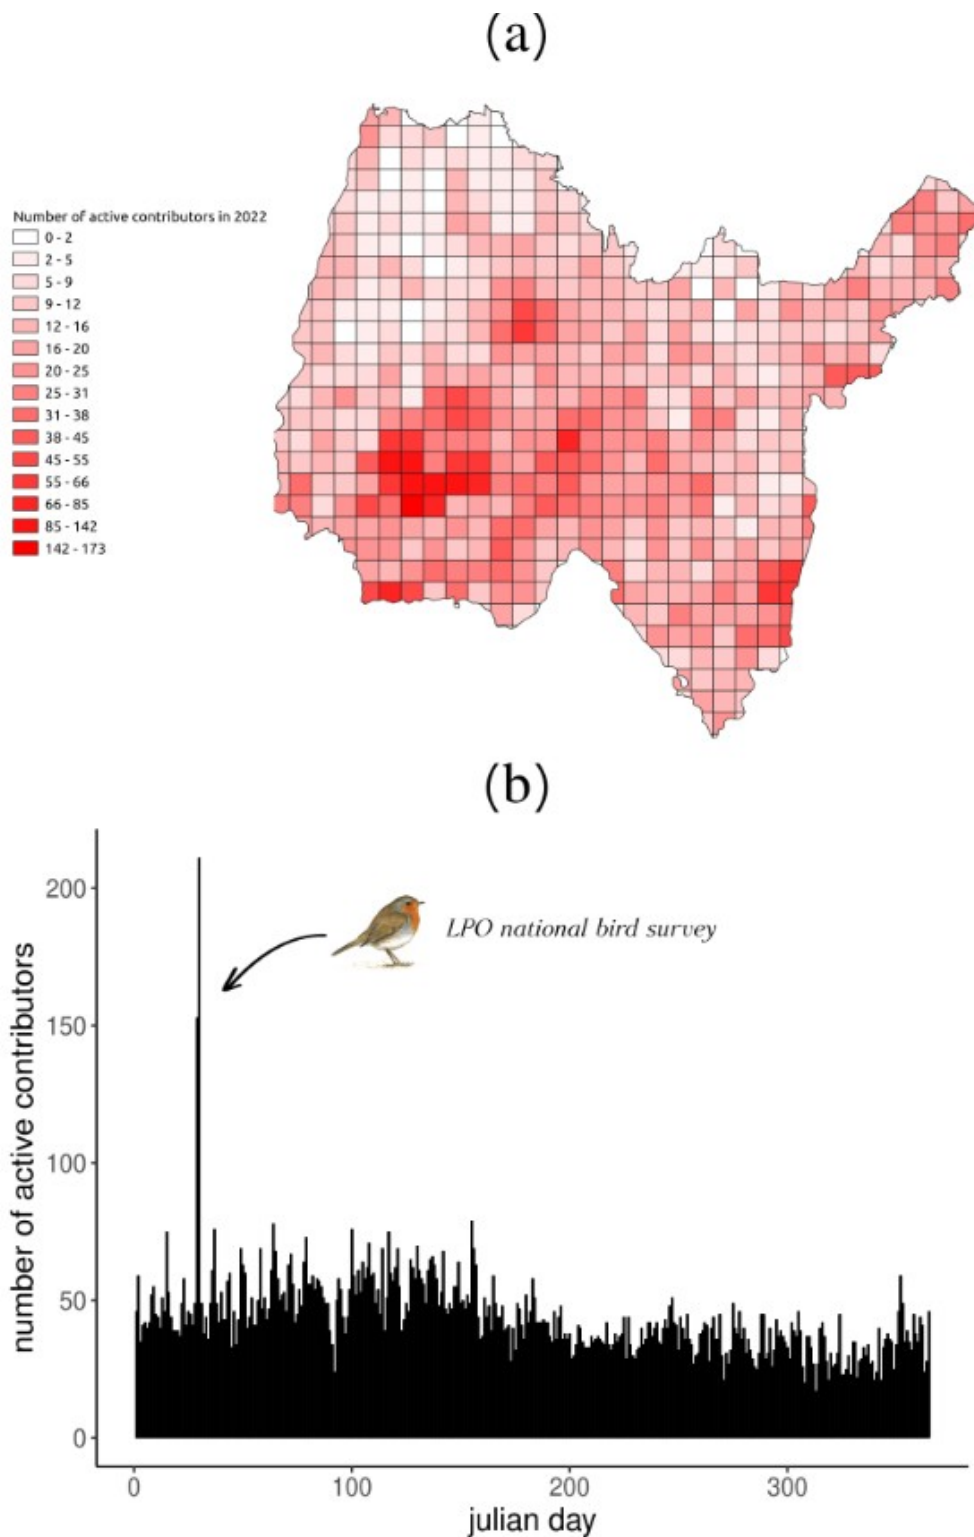 (a)
Number of active contributors in 2022
0 - 2
2 - 5
5 - 9
9 - 12
12 - 16
16 - 20
20 - 25
25 - 31
31 - 38
38 - 45
45 - 55
55 - 66
66 - 85
85 - 142
142 - 173
(b)
number of active contributors
200
150
100
50
0
LPO national bird survey
0 100 200 300
julian day